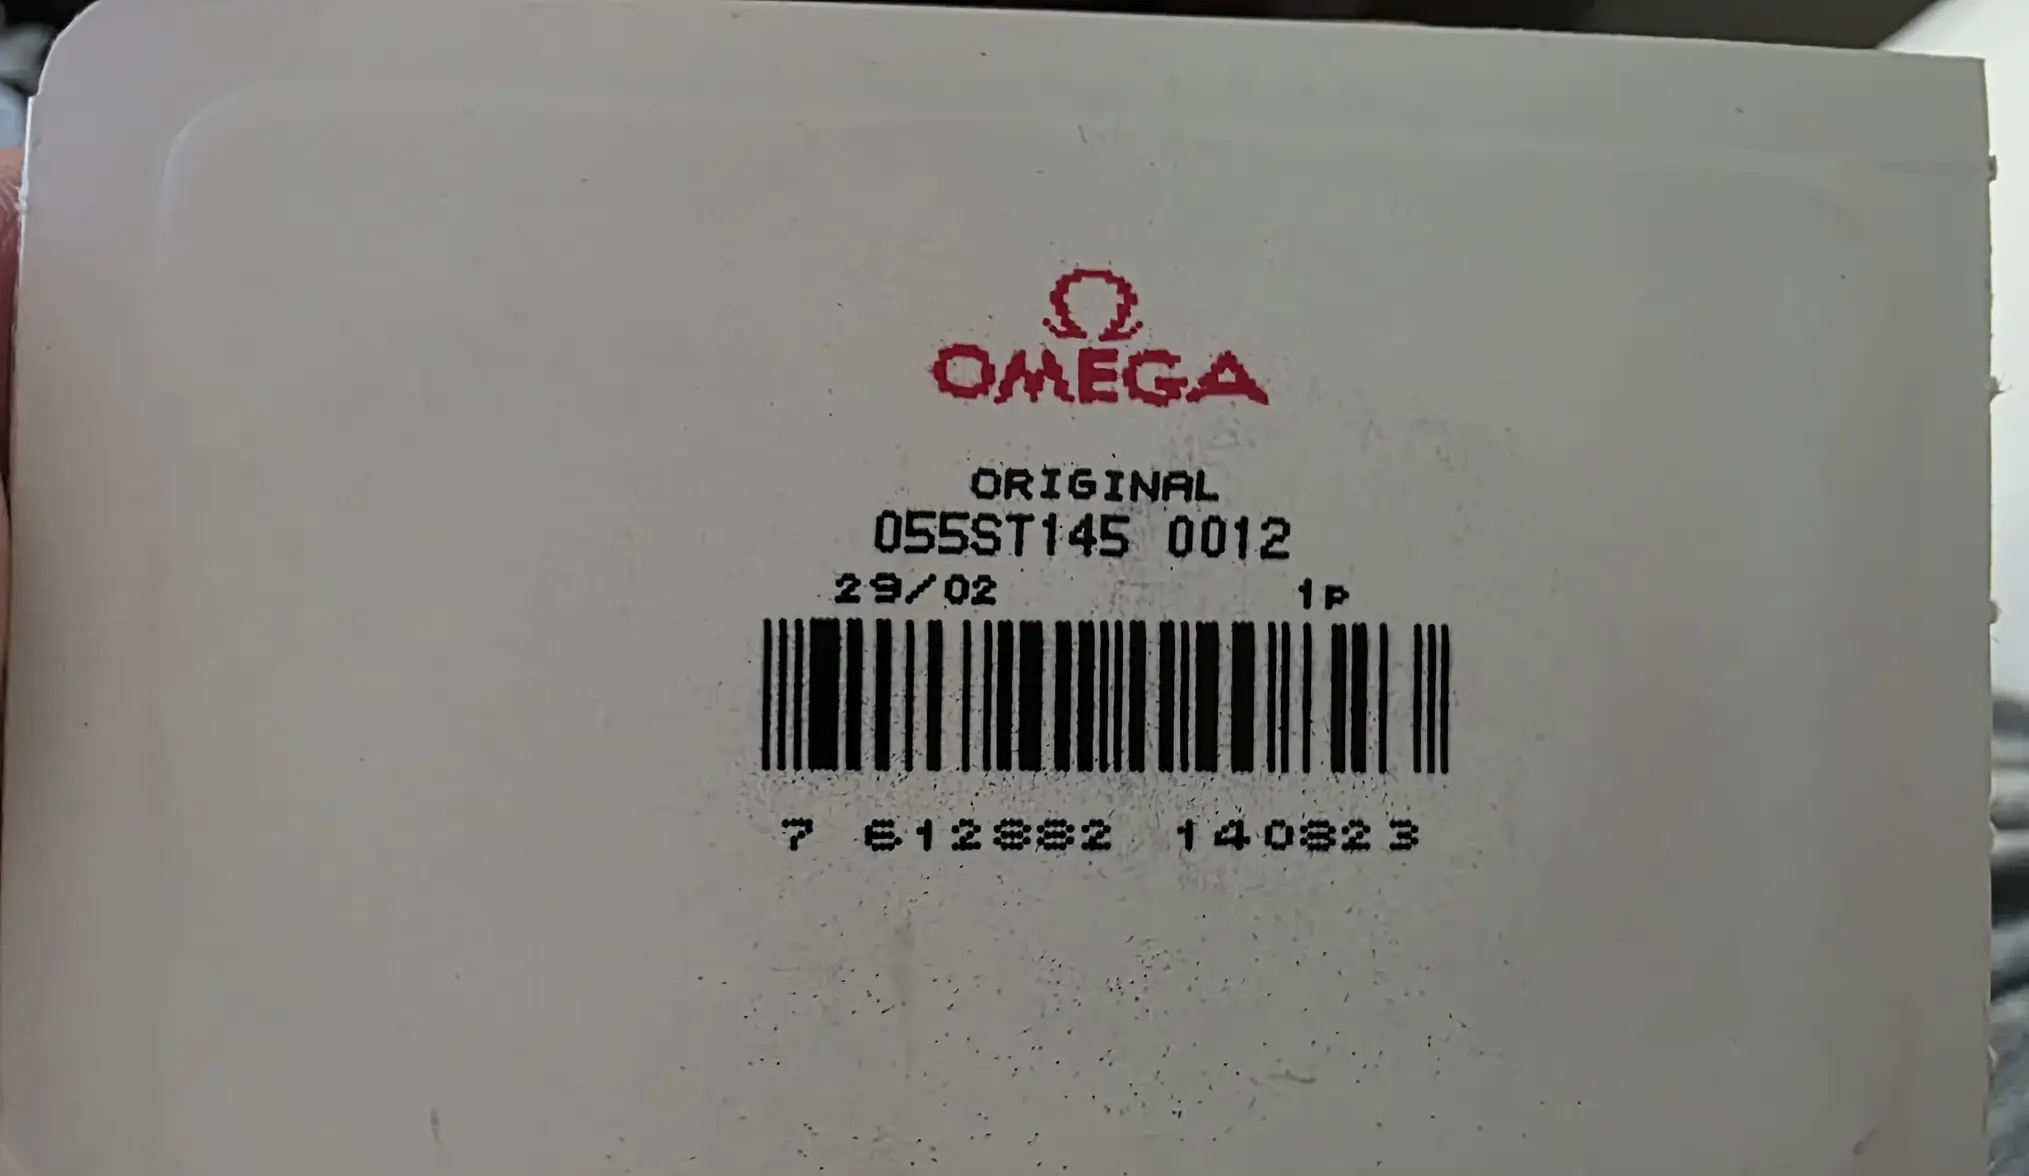 Ω
OMEGA
ORIGINAL
055ST145 0012
29/02 1P
7 612882 140823